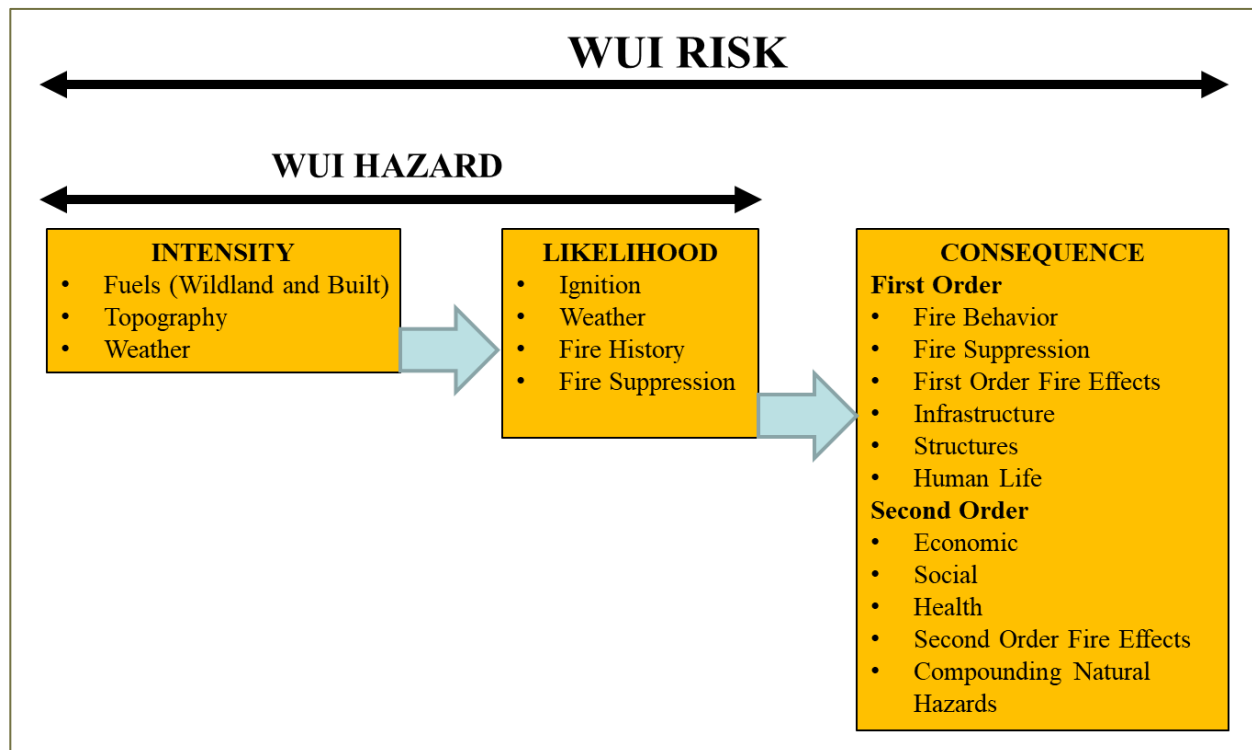 WUI RISK
WUI HAZARD
INTENSITY
• Fuels (Wildland and Built)
• Topography
• Weather
LIKELIHOOD
• Ignition
• Weather
• Fire History
• Fire Suppression
CONSEQUENCE
First Order
• Fire Behavior
• Fire Suppression
• First Order Fire Effects
• Infrastructure
• Structures
• Human Life
Second Order
• Economic
• Social
• Health
• Second Order Fire Effects
• Compounding Natural
Hazards